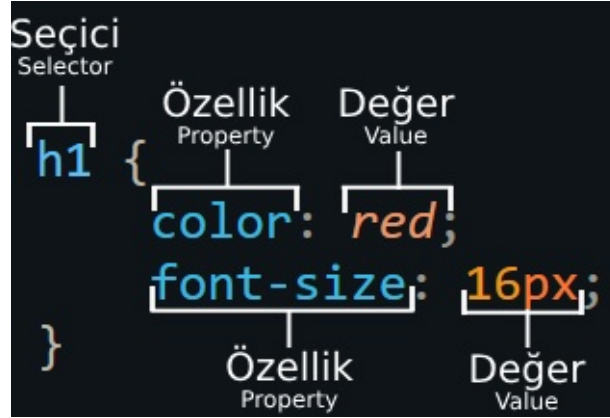 Seçici
Selector
Özellik Değer
Property Value
h1 {
color: red;
font-size: 16px;
}
Özellik Değer
Property Value